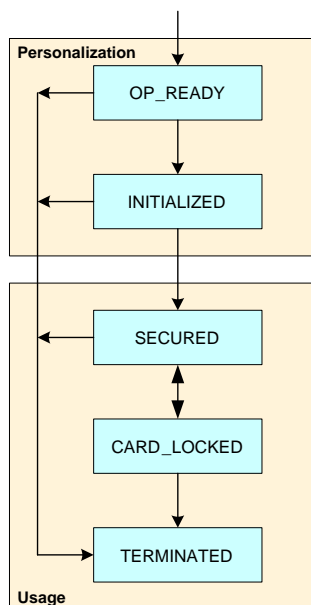 Personalization
OP_READY
INITIALIZED
SECURED
CARD_LOCKED
TERMINATED
Usage